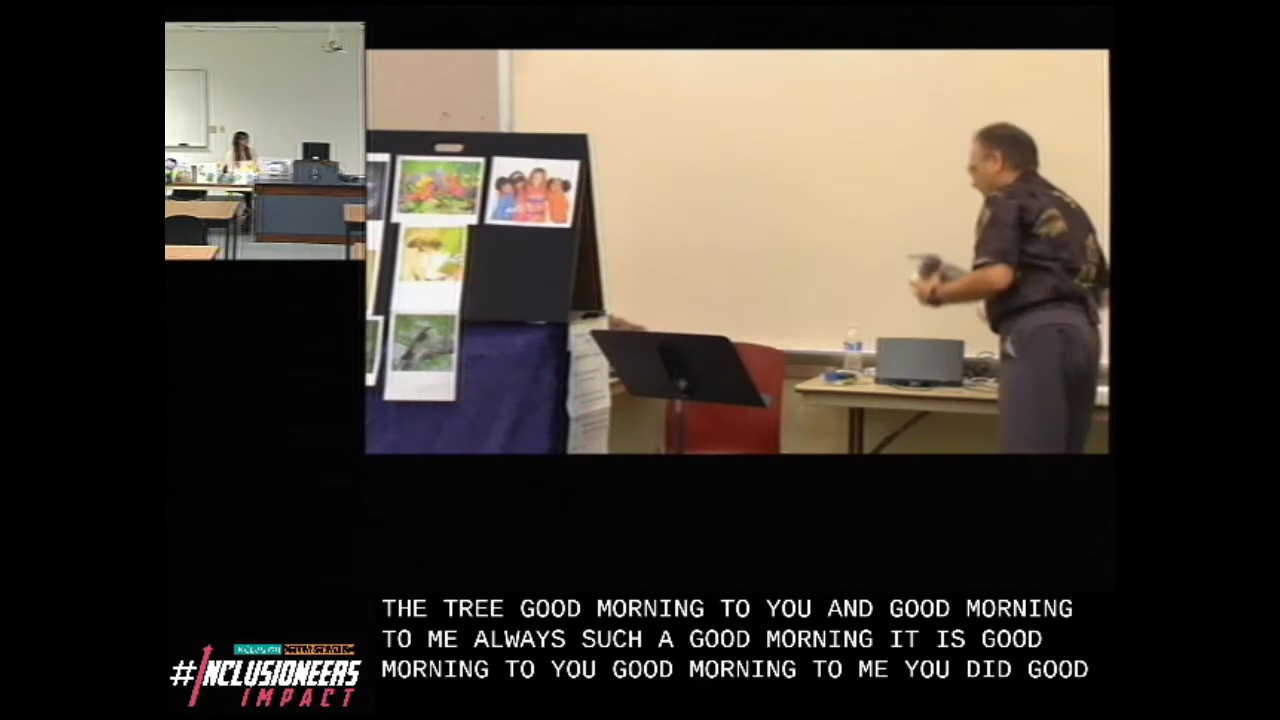 THE TREE GOOD MORNING TO YOU AND GOOD MORNING
TO ME ALWAYS SUCH A GOOD MORNING IT IS GOOD
MORNING TO YOU GOOD MORNING TO ME YOU DID GOOD
#INCLUSIONEERS
IMPACT